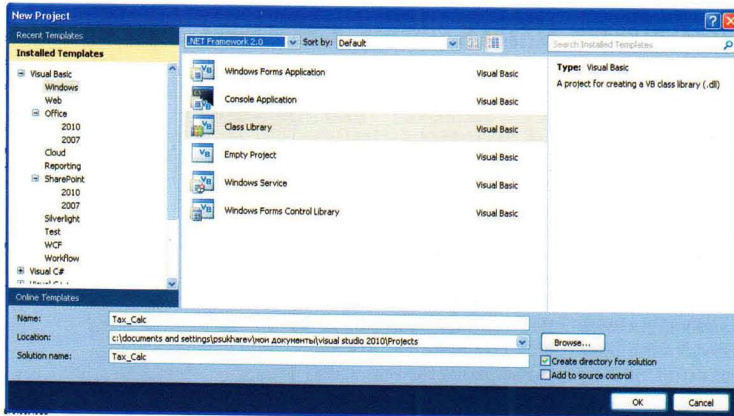 New Project
Recent Templates
Installed Templates
Visual Basic
Windows
Web
Office
2010
2007
Cloud
Reporting
SharePoint
2010
2007
Silverlight
Test
WCF
Workflow
Visual C#
Online Templates
.NET Framework 2.0 Sort by: Default
Windows Forms Application Visual Basic
Console Application Visual Basic
Class Library Visual Basic
Empty Project Visual Basic
Windows Service Visual Basic
Windows Forms Control Library Visual Basic
Search Installed Templates
Type: Visual Basic
A project for creating a VB class library (.dll)
Name: Tax_Calc
Location: c:\documents and settings\psukharev\мои документы\visual studio 2010\Projects Browse...
Solution name: Tax_Calc
Create directory for solution
Add to source control
OK Cancel